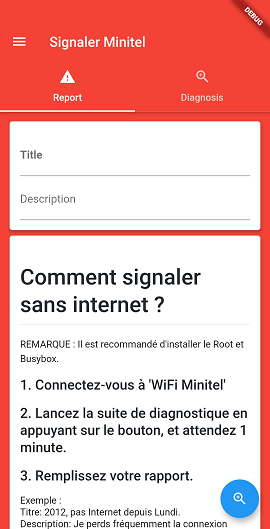 DEBUG
Signaler Minitel
Report
Diagnosis
Title
Description
Comment signaler
sans internet ?
REMARQUE : Il est recommandé d'installer le Root et
Busybox.
1. Connectez-vous à 'WiFi Minitel'
2. Lancez la suite de diagnostique en
appuyant sur le bouton, et attendez 1
minute.
3. Remplissez votre rapport.
Exemple :
Titre: 2012, pas Internet depuis Lundi.
Description: Je perds fréquemment la connexion